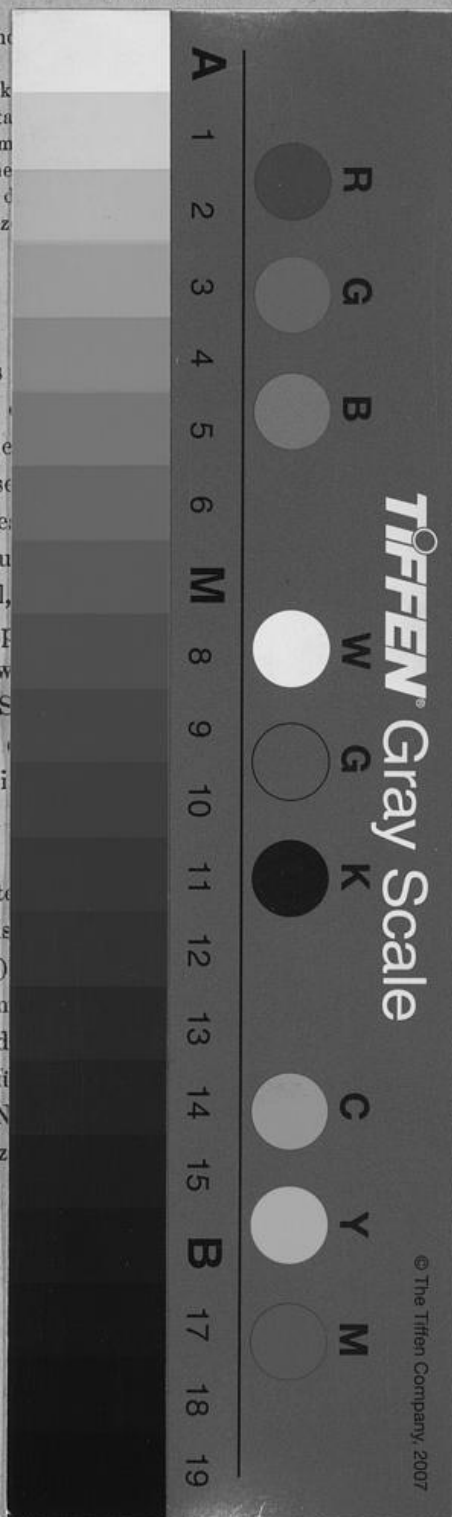 A 1 2 3 4 5 6 M 8 9 10 11 12 13 14 15 B 17 18 19
R G B W G K C Y M
TIFFEN® Gray Scale
© The Tiffen Company, 2007